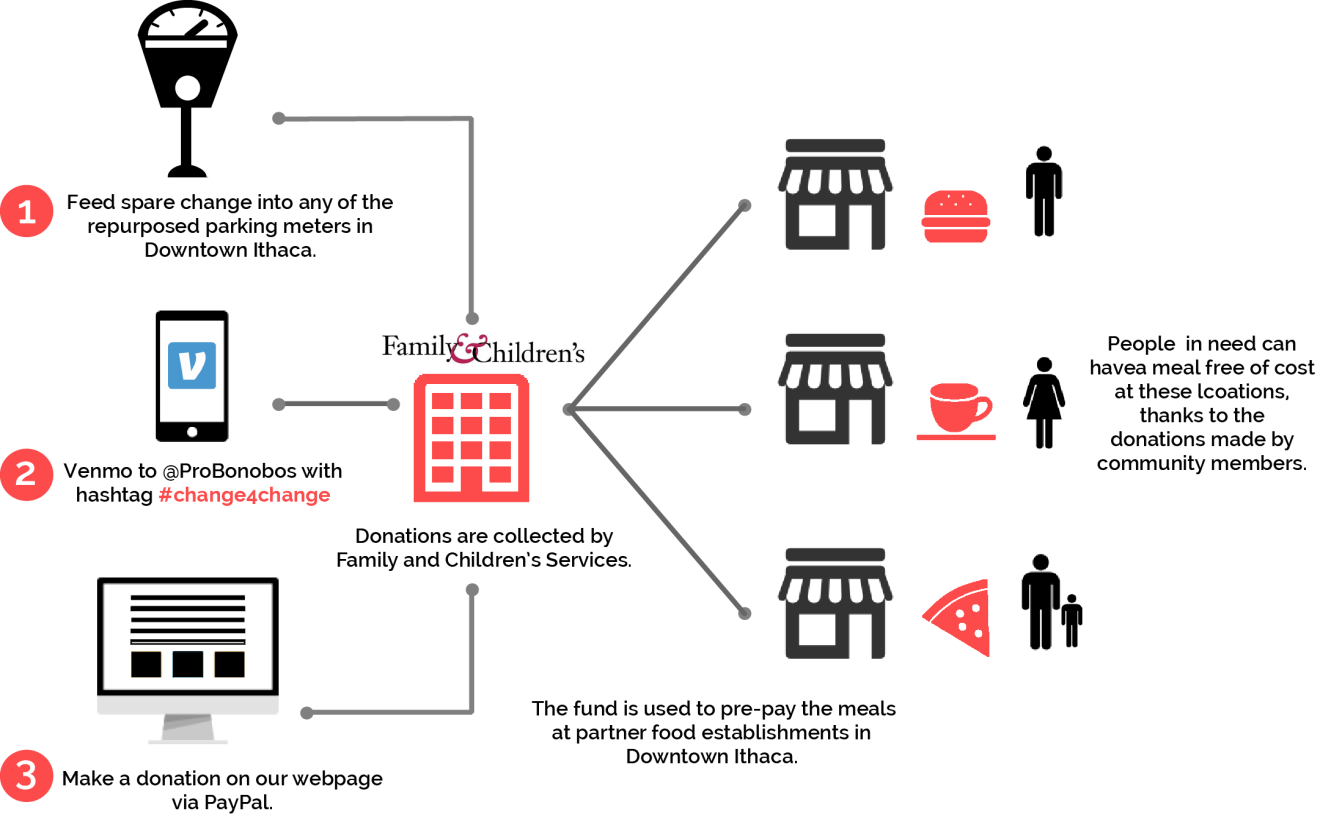 1
Feed spare change into any of the
repurposed parking meters in
Downtown Ithaca.
V
2
Venmo to @ProBonobos with
hashtag #change4change
3
Make a donation on our webpage
via PayPal.
Family&Children's
Donations are collected by
Family and Children's Services.
The fund is used to pre-pay the meals
at partner food establishments in
Downtown Ithaca.
People in need can
havea meal free of cost
at these lcoations,
thanks to the
donations made by
community members.